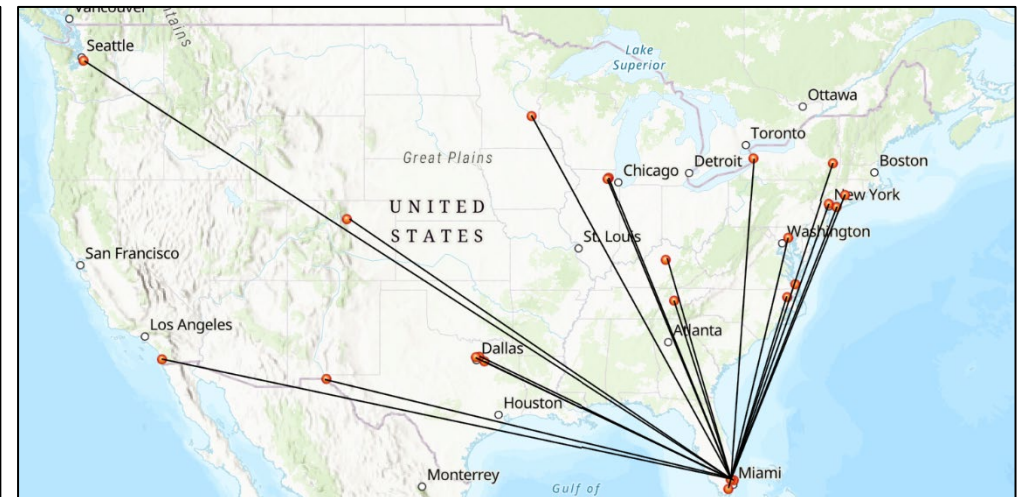 Vancouver
Seattle
Lake
Superior
Ottawa
Toronto
Great Plains
Chicago
Detroit
Boston
UNITED
STATES
New York
St. Louis
Washington
San Francisco
Los Angeles
Atlanta
Dallas
Houston
Monterrey
Gulf of
Miami